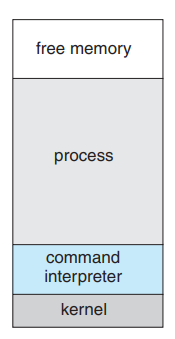 free memory
process
command
interpreter
kernel